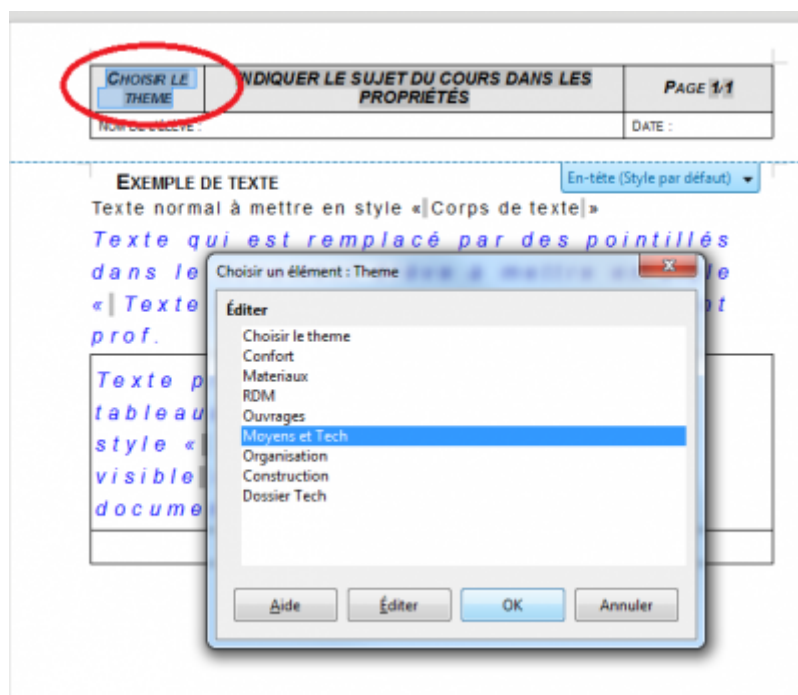 CHOISIR LE
THEME
INDIQUER LE SUJET DU COURS DANS LES
PROPRIÉTÉS
PAGE 1/1
DATE :
En-tête (Style par défaut)
EXEMPLE DE TEXTE
Texte normal à mettre en style « Corps de texte »
Texte qui est remplacé par des pointillés
dans le
« Texte
prof.
Choisir un élément : Theme
Éditer
Choisir le theme
Confort
Materiaux
RDM
Ouvrages
Moyens et Tech
Organisation
Construction
Dossier Tech
Aide
Éditer
OK
Annuler
Texte p
tableau
style «
visible
docume